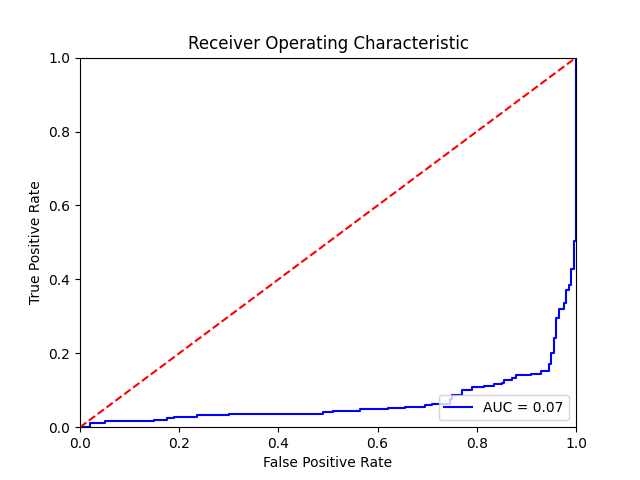 Receiver Operating Characteristic
1.0
0.8
0.6
0.4
0.2
0.0
True Positive Rate
AUC = 0.07
0.0 0.2 0.4 0.6 0.8 1.0
False Positive Rate